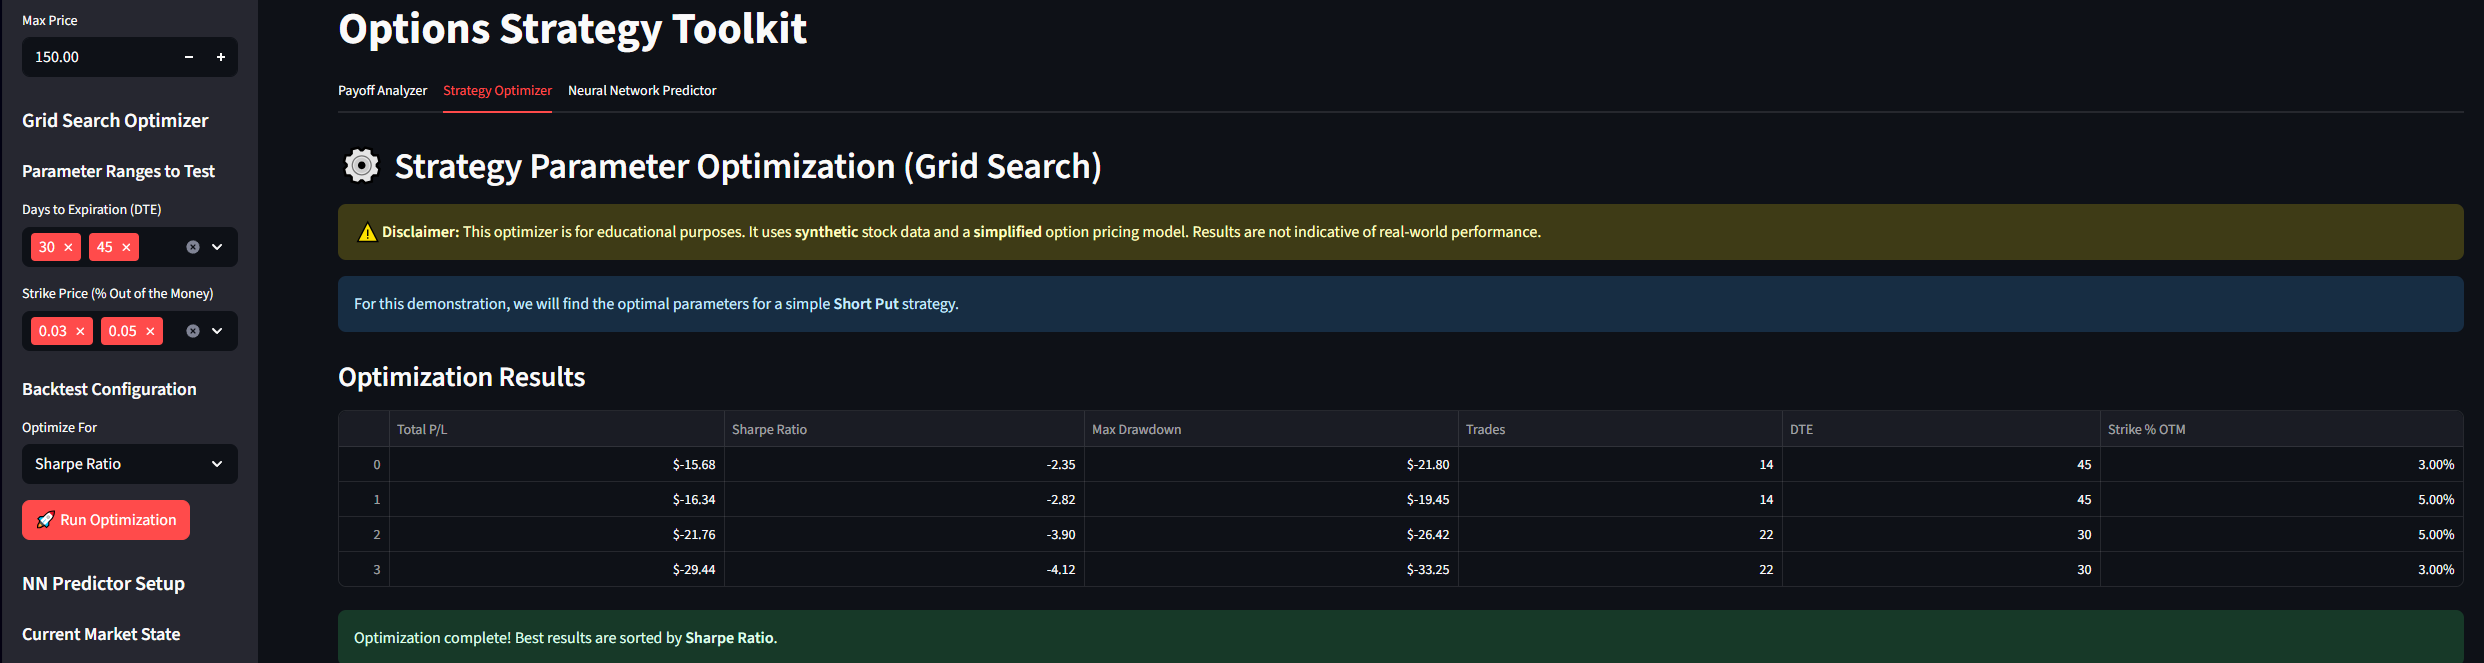 Max Price
150.00
Grid Search Optimizer
Parameter Ranges to Test
Days to Expiration (DTE)
30 × 45 ×
Strike Price (% Out of the Money)
0.03 × 0.05 ×
Backtest Configuration
Optimize For
Sharpe Ratio
Run Optimization
NN Predictor Setup
Current Market State
Options Strategy Toolkit
Payoff Analyzer Strategy Optimizer Neural Network Predictor
Strategy Parameter Optimization (Grid Search)
Disclaimer: This optimizer is for educational purposes. It uses synthetic stock data and a simplified option pricing model. Results are not indicative of real-world performance.
For this demonstration, we will find the optimal parameters for a simple Short Put strategy.
Optimization Results
Total P/L Sharpe Ratio Max Drawdown Trades DTE Strike % OTM
0 $-15.68 -2.35 $-21.80 14 45 3.00%
1 $-16.34 -2.82 $-19.45 14 45 5.00%
2 $-21.76 -3.90 $-26.42 22 30 5.00%
3 $-29.44 -4.12 $-33.25 22 30 3.00%
Optimization complete! Best results are sorted by Sharpe Ratio.